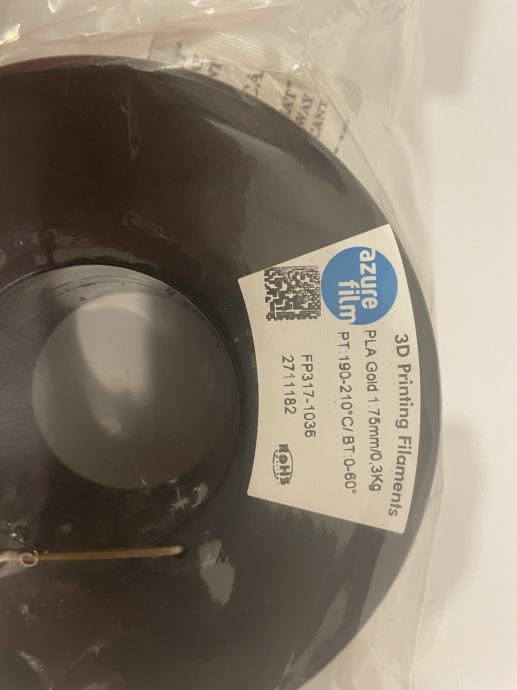 azure
film
3D Printing Filaments
PLA Gold 1.75mm/0,3Kg
PT:190-210°C/ BT:0-60°
FP317-1036
2711182
RoHS
AWAY